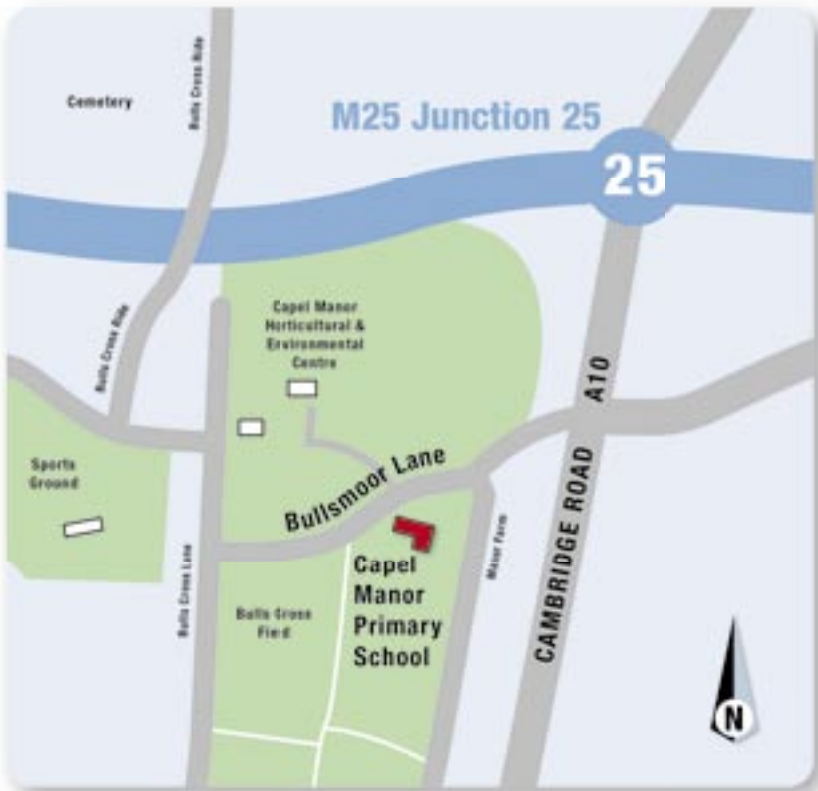 Bulls Cross Ride
Cemetery
M25 Junction 25
25
Capel Manor
Horticultural &
Environmental
Centre
Bulls Cross Ride
A10
Bullsmoor Lane
Sports
Ground
CAMBRIDGE ROAD
Manor Farm
Capel
Manor
Primary
School
Bulls Cross Lane
Bulls Cross
Field
N